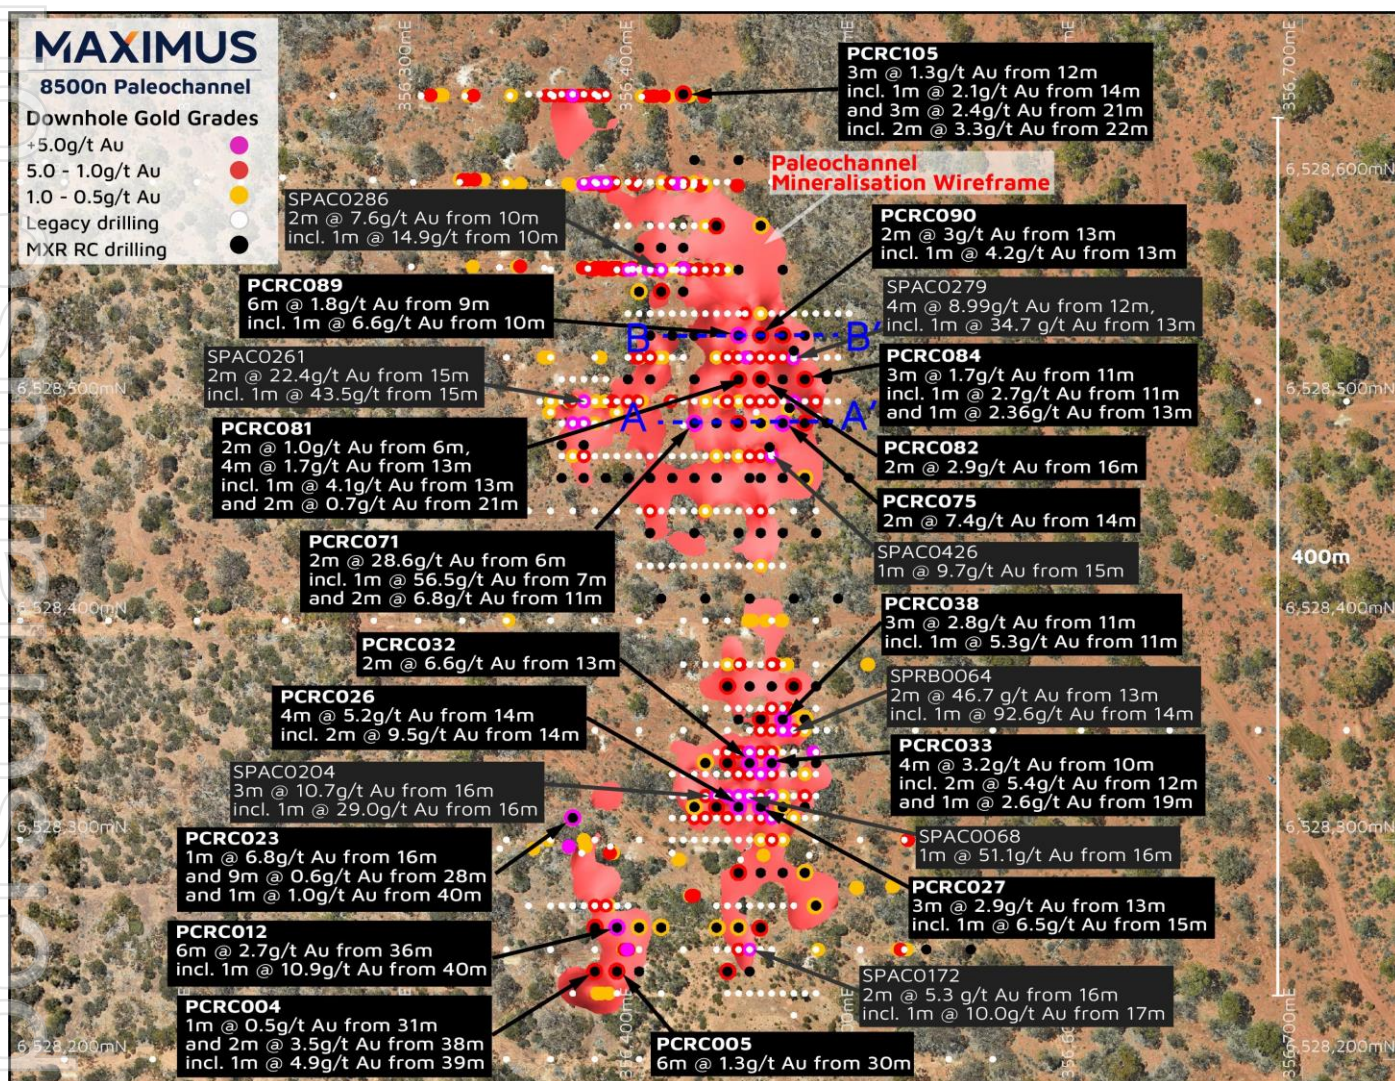 MAXIMUS
8500n Paleochannel
Downhole Gold Grades
+5.0g/t Au
5.0 - 1.0g/t Au
1.0 - 0.5g/t Au
Legacy drilling
MXR RC drilling
356,300mE
356,400mE
356,700mE
PCRC105
3m @ 1.3g/t Au from 12m
incl. 1m @ 2.1g/t Au from 14m
and 3m @ 2.4g/t Au from 21m
incl. 2m @ 3.3g/t Au from 22m
Paleochannel
Mineralisation Wireframe
6,528,600mN
SPAC0286
2m @ 7.6g/t Au from 10m
incl. 1m @ 14.9g/t from 10m
PCRC090
2m @ 3g/t Au from 13m
incl. 1m @ 4.2g/t Au from 13m
PCRC089
6m @ 1.8g/t Au from 9m
incl. 1m @ 6.6g/t Au from 10m
SPAC0279
4m @ 8.99g/t Au from 12m,
incl. 1m @ 34.7 g/t Au from 13m
B
B'
SPAC0261
2m @ 22.4g/t Au from 15m
incl. 1m @ 43.5g/t from 15m
PCRC084
3m @ 1.7g/t Au from 11m
incl. 1m @ 2.7g/t Au from 11m
and 1m @ 2.36g/t Au from 13m
6,528,500mN
6,528,500mN
A
A'
PCRC081
2m @ 1.0g/t Au from 6m,
4m @ 1.7g/t Au from 13m
incl. 1m @ 4.1g/t Au from 13m
and 2m @ 0.7g/t Au from 21m
PCRC082
2m @ 2.9g/t Au from 16m
PCRC075
2m @ 7.4g/t Au from 14m
PCRC071
2m @ 28.6g/t Au from 6m
incl. 1m @ 56.5g/t Au from 7m
and 2m @ 6.8g/t Au from 11m
SPAC0426
1m @ 9.7g/t Au from 15m
400m
6,528,400mN
6,528,400mN
PCRC038
3m @ 2.8g/t Au from 11m
incl. 1m @ 5.3g/t Au from 11m
PCRC032
2m @ 6.6g/t Au from 13m
SPRB0064
2m @ 46.7 g/t Au from 13m
incl. 1m @ 92.6g/t Au from 14m
PCRC026
4m @ 5.2g/t Au from 14m
incl. 2m @ 9.5g/t Au from 14m
PCRC033
4m @ 3.2g/t Au from 10m
incl. 2m @ 5.4g/t Au from 12m
and 1m @ 2.6g/t Au from 19m
SPAC0204
3m @ 10.7g/t Au from 16m
incl. 1m @ 29.0g/t Au from 16m
6,528,300mN
6,528,300mN
SPAC0068
1m @ 51.1g/t Au from 16m
PCRC023
1m @ 6.8g/t Au from 16m
and 9m @ 0.6g/t Au from 28m
and 1m @ 1.0g/t Au from 40m
PCRC027
3m @ 2.9g/t Au from 13m
incl. 1m @ 6.5g/t Au from 15m
PCRC012
6m @ 2.7g/t Au from 36m
incl. 1m @ 10.9g/t Au from 40m
SPAC0172
2m @ 5.3 g/t Au from 16m
incl. 1m @ 10.0g/t Au from 17m
PCRC004
1m @ 0.5g/t Au from 31m
and 2m @ 3.5g/t Au from 38m
incl. 1m @ 4.9g/t Au from 39m
PCRC005
6m @ 1.3g/t Au from 30m
6,528,200mN
6,528,200mN
356,400mE
356,700mE